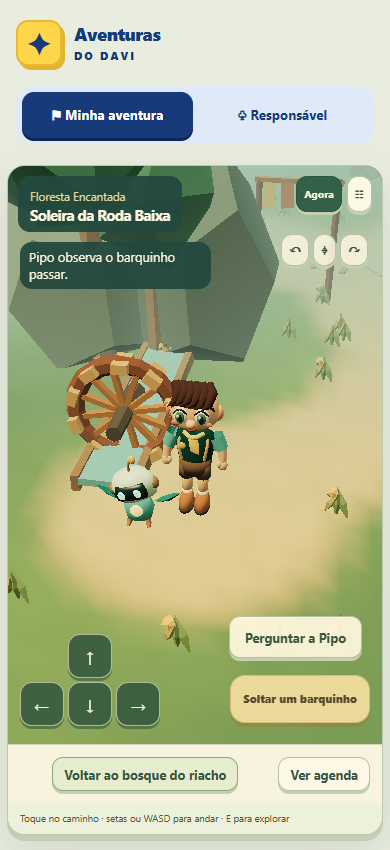 Aventuras
DO DAVI
Minha aventura
Responsável
Floresta Encantada
Soleira da Roda Baixa
Agora
Pipo observa o barquinho
passar.
Perguntar a Pipo
Soltar um barquinho
Voltar ao bosque do riacho
Ver agenda
Toque no caminho · setas ou WASD para andar · E para explorar